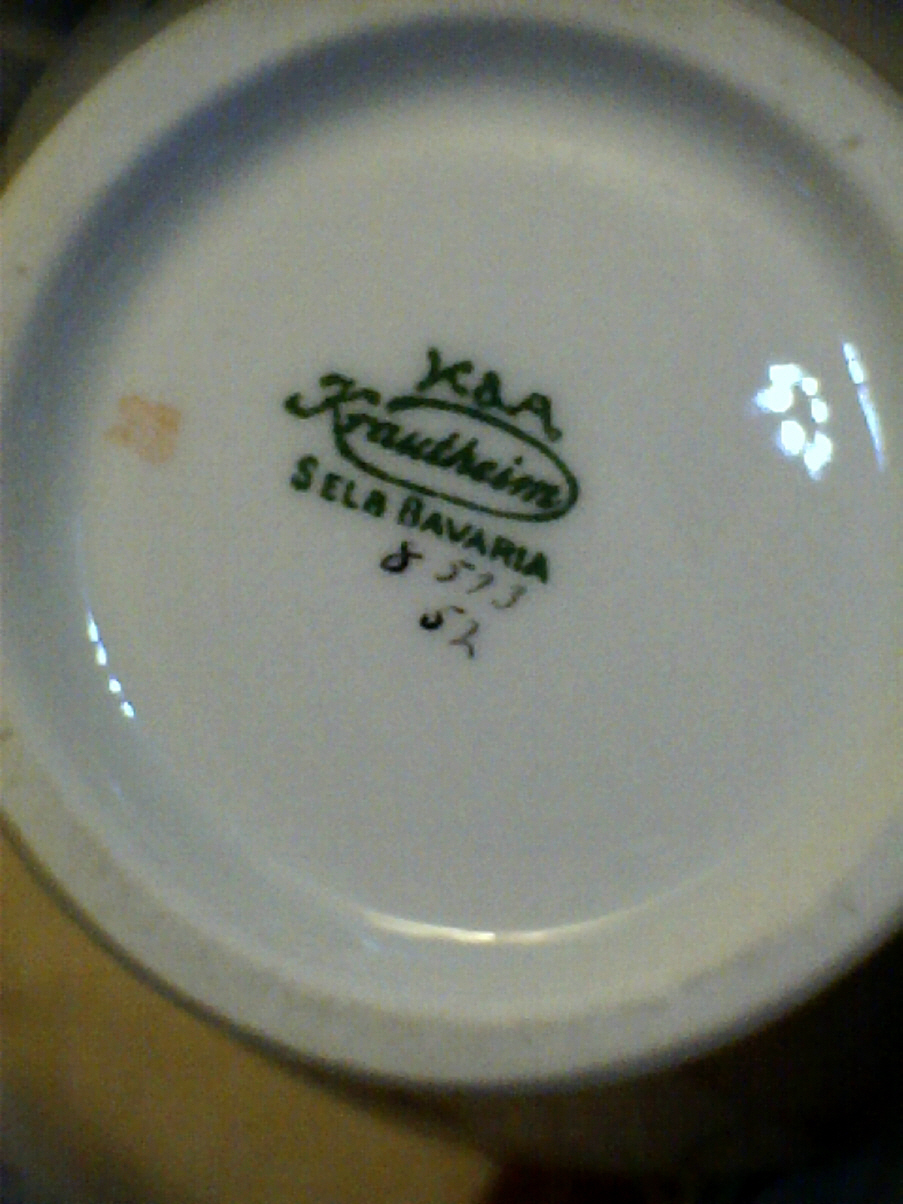 K&A
Krautheim
SELB BAVARIA
8 573
52